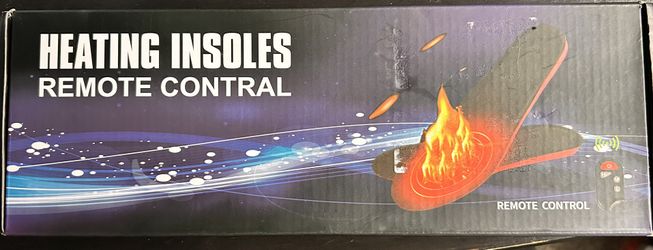 HEATING INSOLES
REMOTE CONTRAL
REMOTE CONTROL